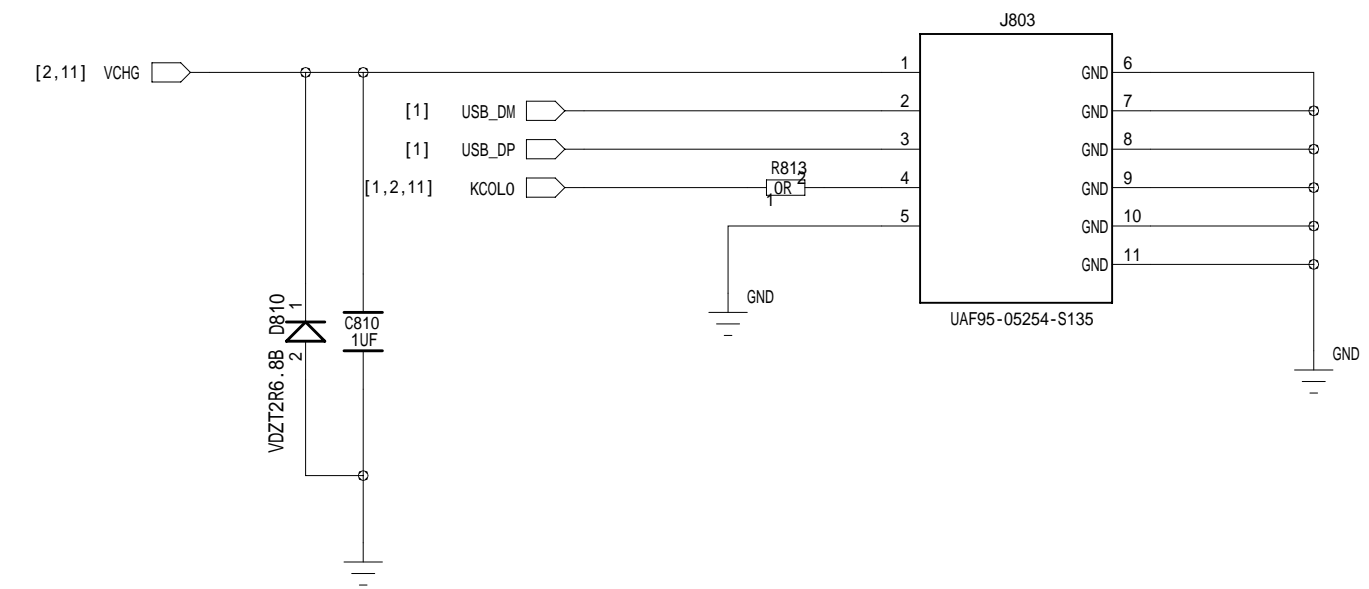 J803
[2,11] VCHG
1
GND 6
[1] USB_DM
2
GND 7
[1] USB_DP
3
GND 8
[1,2,11] KCOL0
R813
0R
1
2
4
GND 9
5
GND 10
GND 11
GND
UAF95-05254-S135
VDZT2R6.8B D810
1
2
C810
1UF
GND